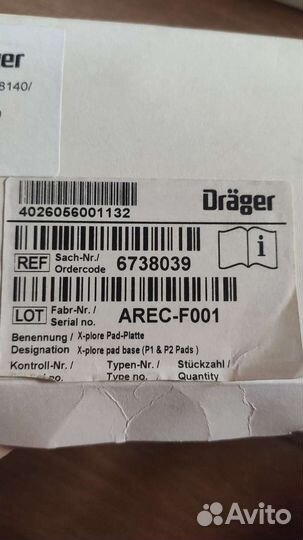 er
8140/
4026056001132
Dräger
REF Sach-Nr./ Ordercode 6738039
LOT Fabr-Nr. / Serial no. AREC-F001
Benennung / X-plore Pad-Platte
Designation X-plore pad base (P1 & P2 Pads )
Kontroll-Nr. / Typen-Nr. / Stückzahl /
Type no. Quantity
Avito